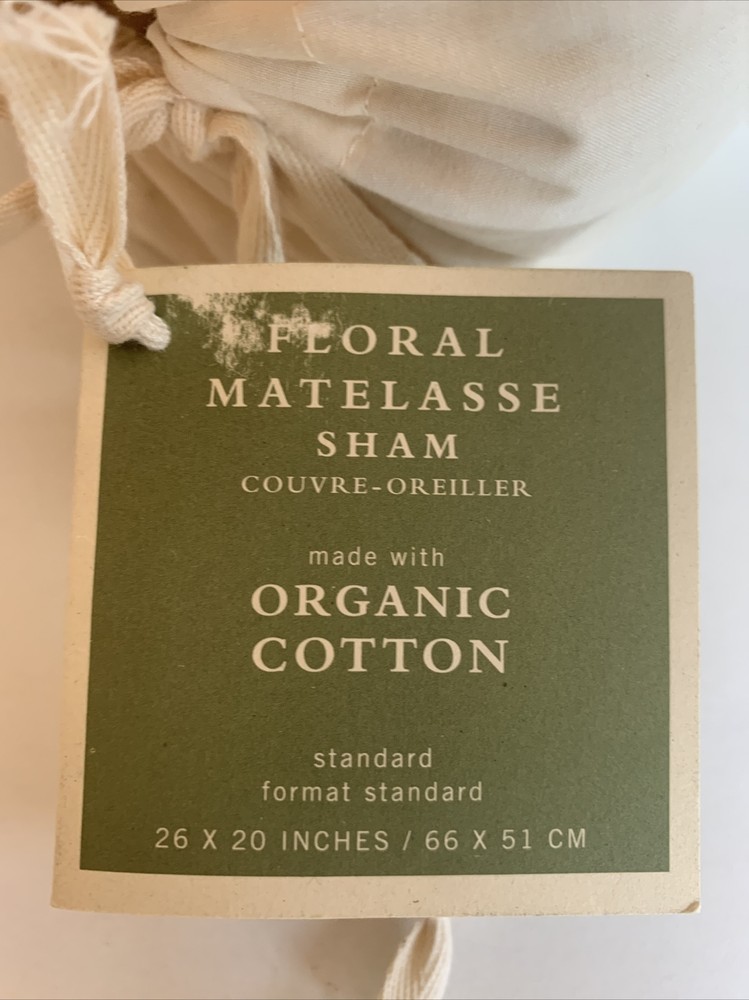 FLORAL
MATELASSE
SHAM
COUVRE-OREILLER
made with
ORGANIC
COTTON
standard
format standard
26 X 20 INCHES / 66 X 51 CM